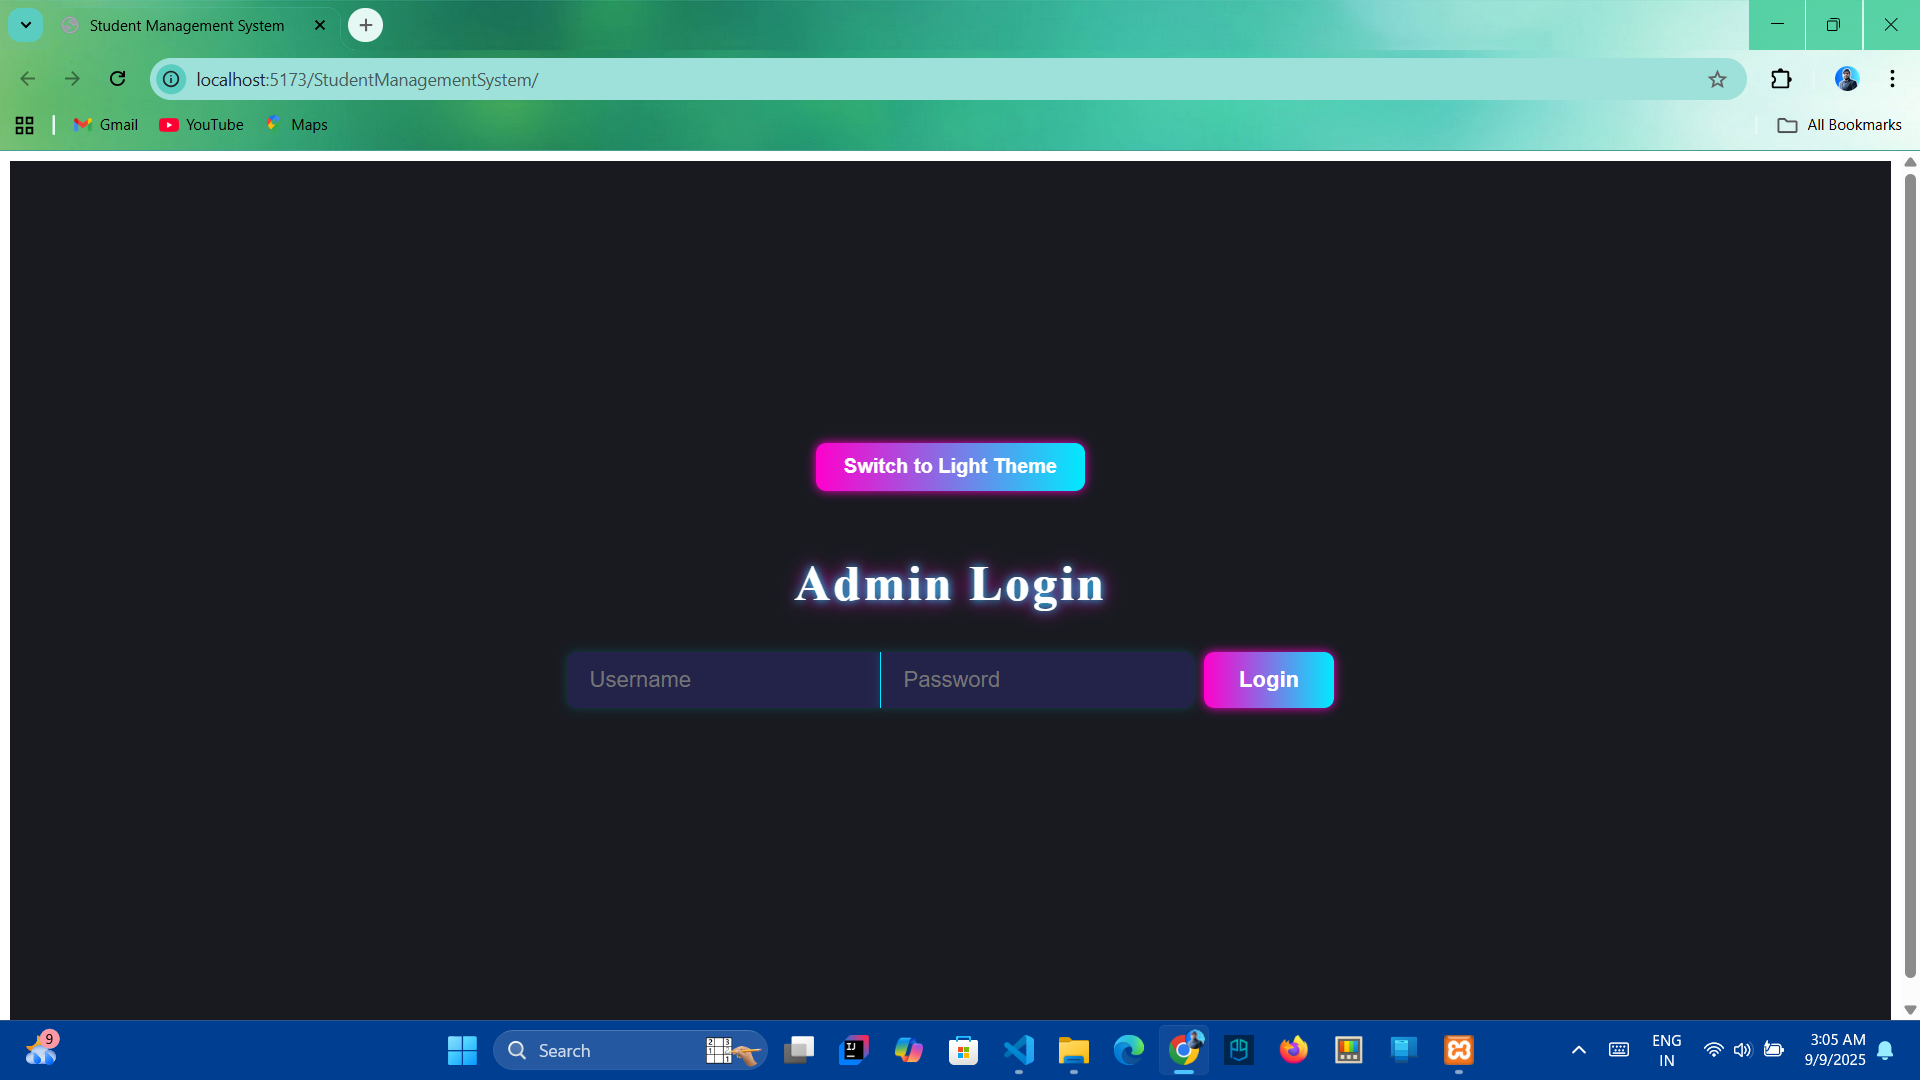 Student Management System
localhost:5173/StudentManagementSystem/
Gmail
YouTube
Maps
All Bookmarks
Switch to Light Theme
Admin Login
Username
Password
Login
9
Search
ENG
IN
3:05 AM
9/9/2025